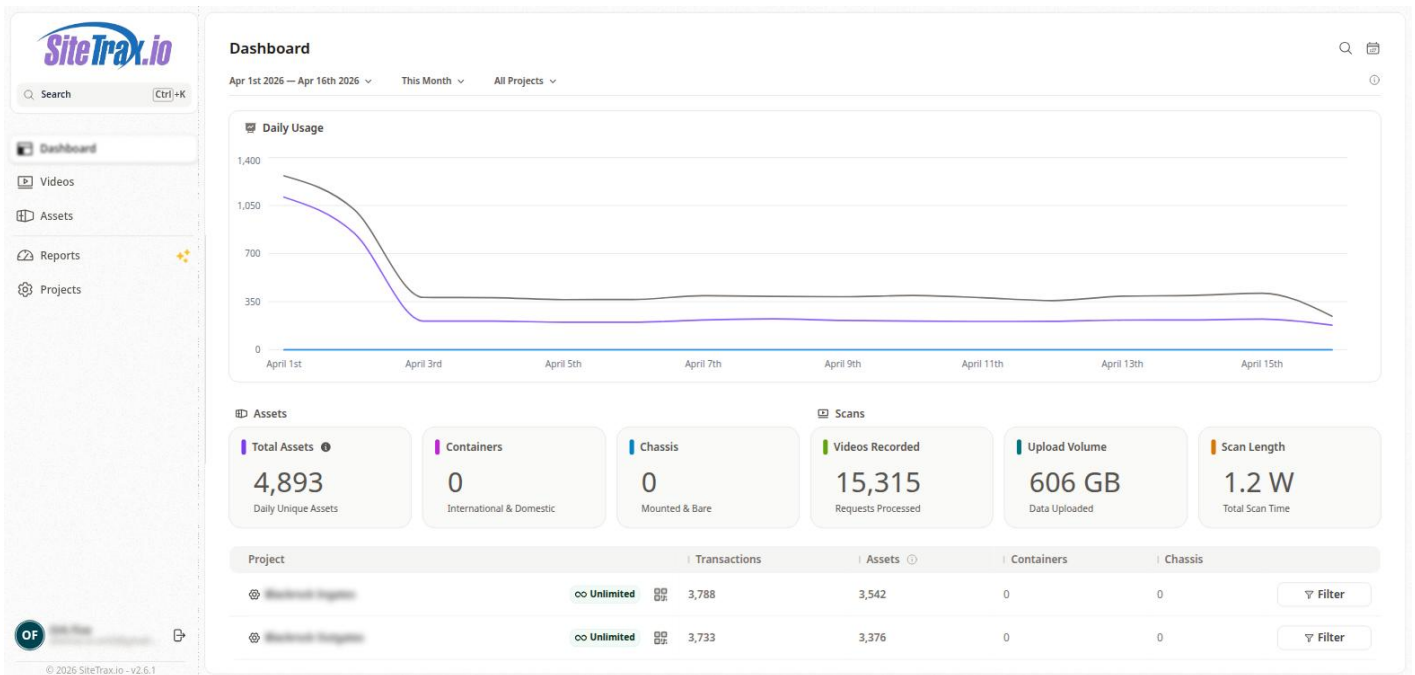 SiteTrax.io
Search Ctrl+K
Dashboard
Videos
Assets
Reports
Projects
OF
© 2026 SiteTrax.io - v2.6.1
Dashboard
Apr 1st 2026 — Apr 16th 2026 This Month All Projects
Daily Usage
1,400
1,050
700
350
0
April 1st April 3rd April 5th April 7th April 9th April 11th April 13th April 15th
Assets Scans
Total Assets Containers Chassis Videos Recorded Upload Volume Scan Length
4,893 0 0 15,315 606 GB 1.2 W
Daily Unique Assets International & Domestic Mounted & Bare Requests Processed Data Uploaded Total Scan Time
Project Transactions Assets Containers Chassis
Unlimited 3,788 3,542 0 0 Filter
Unlimited 3,733 3,376 0 0 Filter